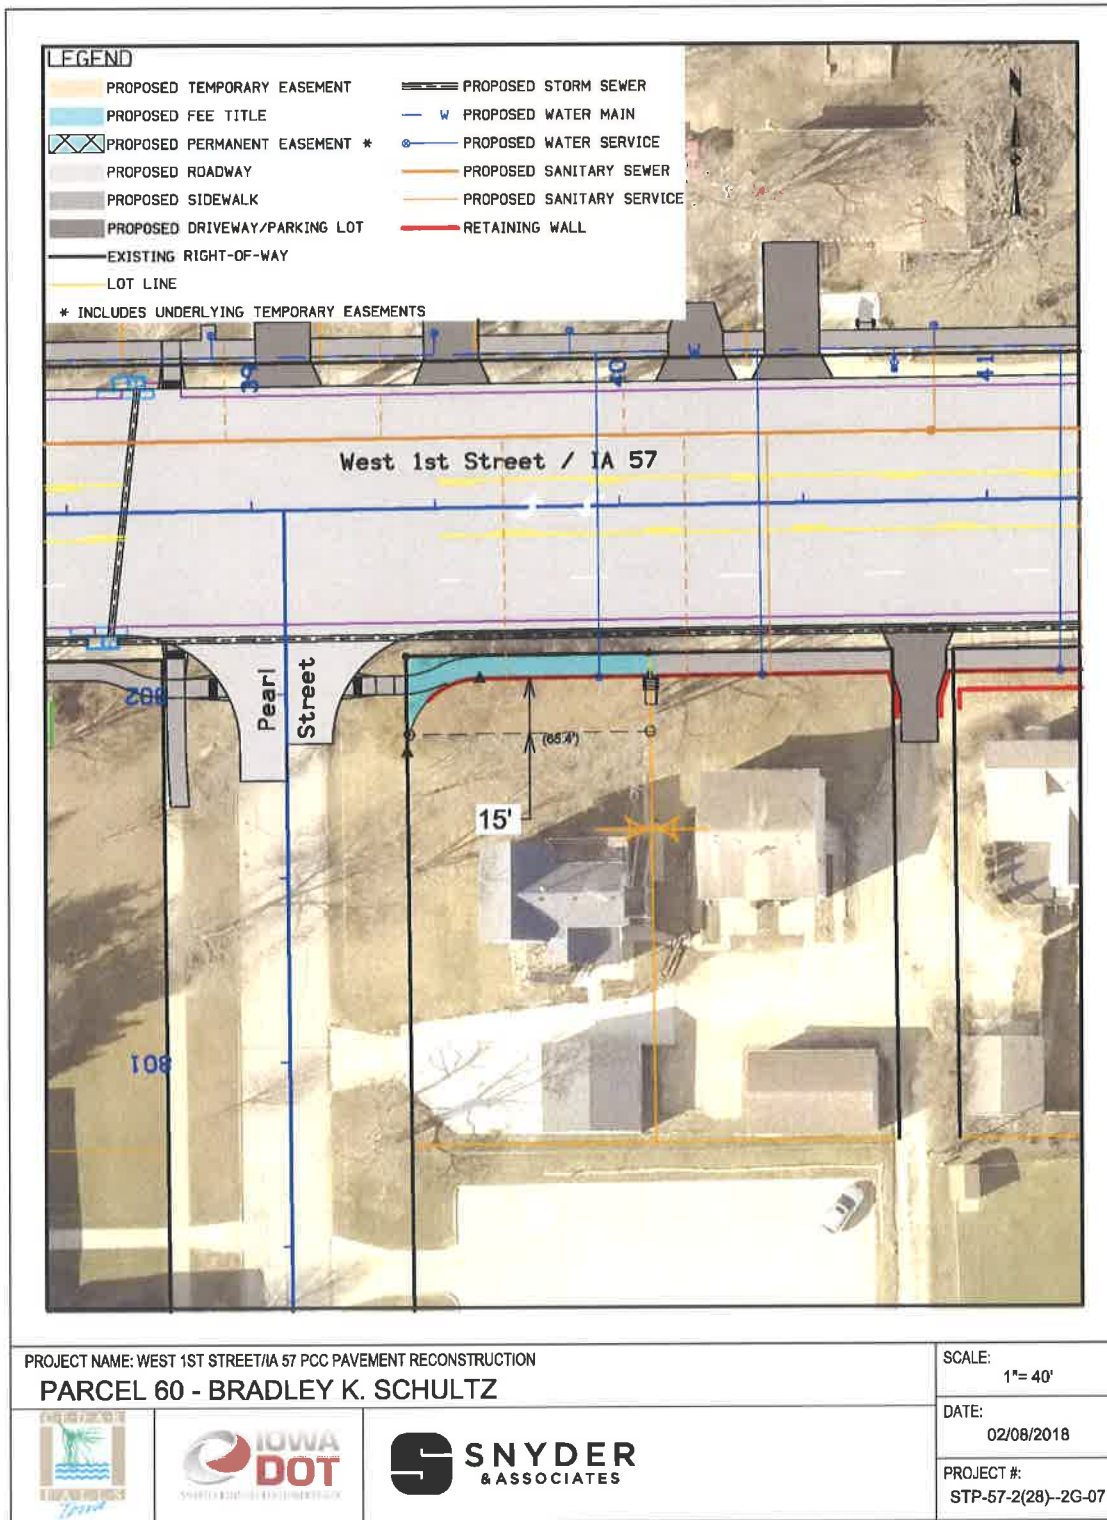 LEGEND
PROPOSED TEMPORARY EASEMENT
PROPOSED FEE TITLE
PROPOSED PERMANENT EASEMENT *
PROPOSED ROADWAY
PROPOSED SIDEWALK
PROPOSED DRIVEWAY/PARKING LOT
EXISTING RIGHT-OF-WAY
LOT LINE
* INCLUDES UNDERLYING TEMPORARY EASEMENTS
PROPOSED STORM SEWER
W PROPOSED WATER MAIN
PROPOSED WATER SERVICE
PROPOSED SANITARY SEWER
PROPOSED SANITARY SERVICE
RETAINING WALL
N
39
40
W
41
West 1st Street / IA 57
Pearl
Street
802
(65.4')
15'
801
PROJECT NAME: WEST 1ST STREET/IA 57 PCC PAVEMENT RECONSTRUCTION
PARCEL 60 - BRADLEY K. SCHULTZ
SCALE:
1"= 40'
DATE:
02/08/2018
PROJECT #:
STP-57-2(28)--2G-07
CEDAR
FALLS
Iowa
IOWA
DOT
SNYDER
& ASSOCIATES